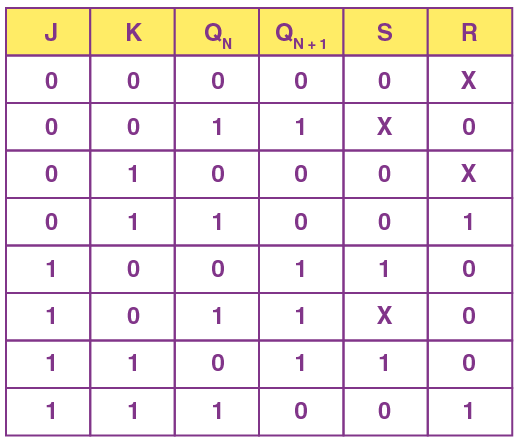 J K QN QN + 1 S R
0 0 0 0 0 X
0 0 1 1 X 0
0 1 0 0 0 X
0 1 1 0 0 1
1 0 0 1 1 0
1 0 1 1 X 0
1 1 0 1 1 0
1 1 1 0 0 1